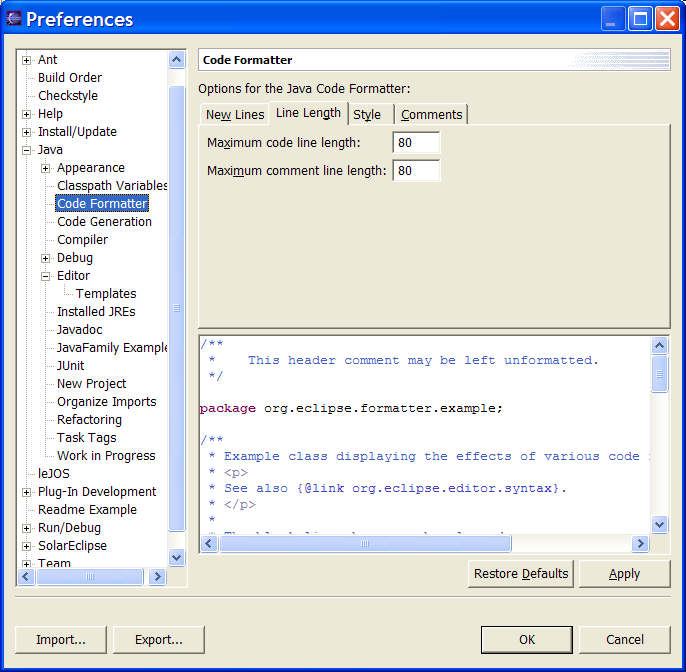 Preferences
Ant
Build Order
Checkstyle
Help
Install/Update
Java
Appearance
Classpath Variables
Code Formatter
Code Generation
Compiler
Debug
Editor
Templates
Installed JREs
Javadoc
JavaFamily Example
JUnit
New Project
Organize Imports
Refactoring
Task Tags
Work in Progress
leJOS
Plug-In Development
Readme Example
Run/Debug
SolarEclipse
Team
Code Formatter
Options for the Java Code Formatter:
New Lines Line Length Style Comments
Maximum code line length: 80
Maximum comment line length: 80
/**
 *    This header comment may be left unformatted.
 */
package org.eclipse.formatter.example;
/**
 * Example class displaying the effects of various code
 * <p>
 * See also {@link org.eclipse.editor.syntax}.
 * </p>
 *
 *
Restore Defaults Apply
Import... Export... OK Cancel